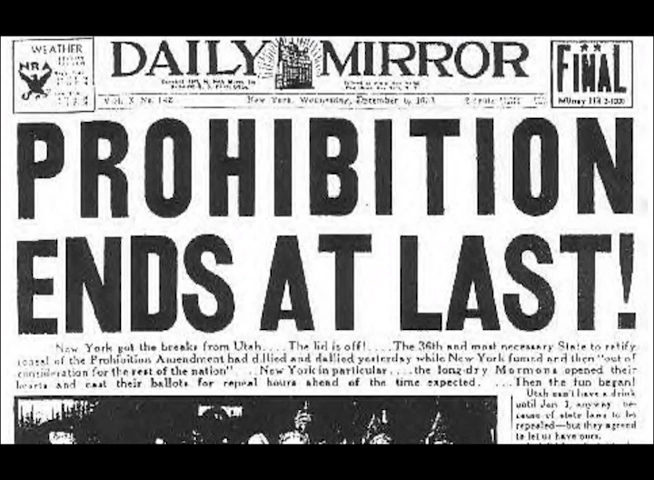 WEATHER
NRA
DAILY MIRROR
FINAL
MUrray Hill 2-1000
New York, Wednesday, December 6, 1933
PROHIBITION
ENDS AT LAST!
New York got the breaks from Utah....The lid is off!....The 36th and most necessary State to ratify
repeal of the Prohibition Amendment had dillied and dallied yesterday while New York fumed and then "out of
consideration for the rest of the nation"....New York in particular....the long-dry Mormons opened their
hearts and cast their ballots for repeal hours ahead of the time expected. ....Then the fun began!
Utah can't have a drink
until Jan. 1, anyway be-
cause of state laws to be
repealed—but they agreed
to let us have ours.